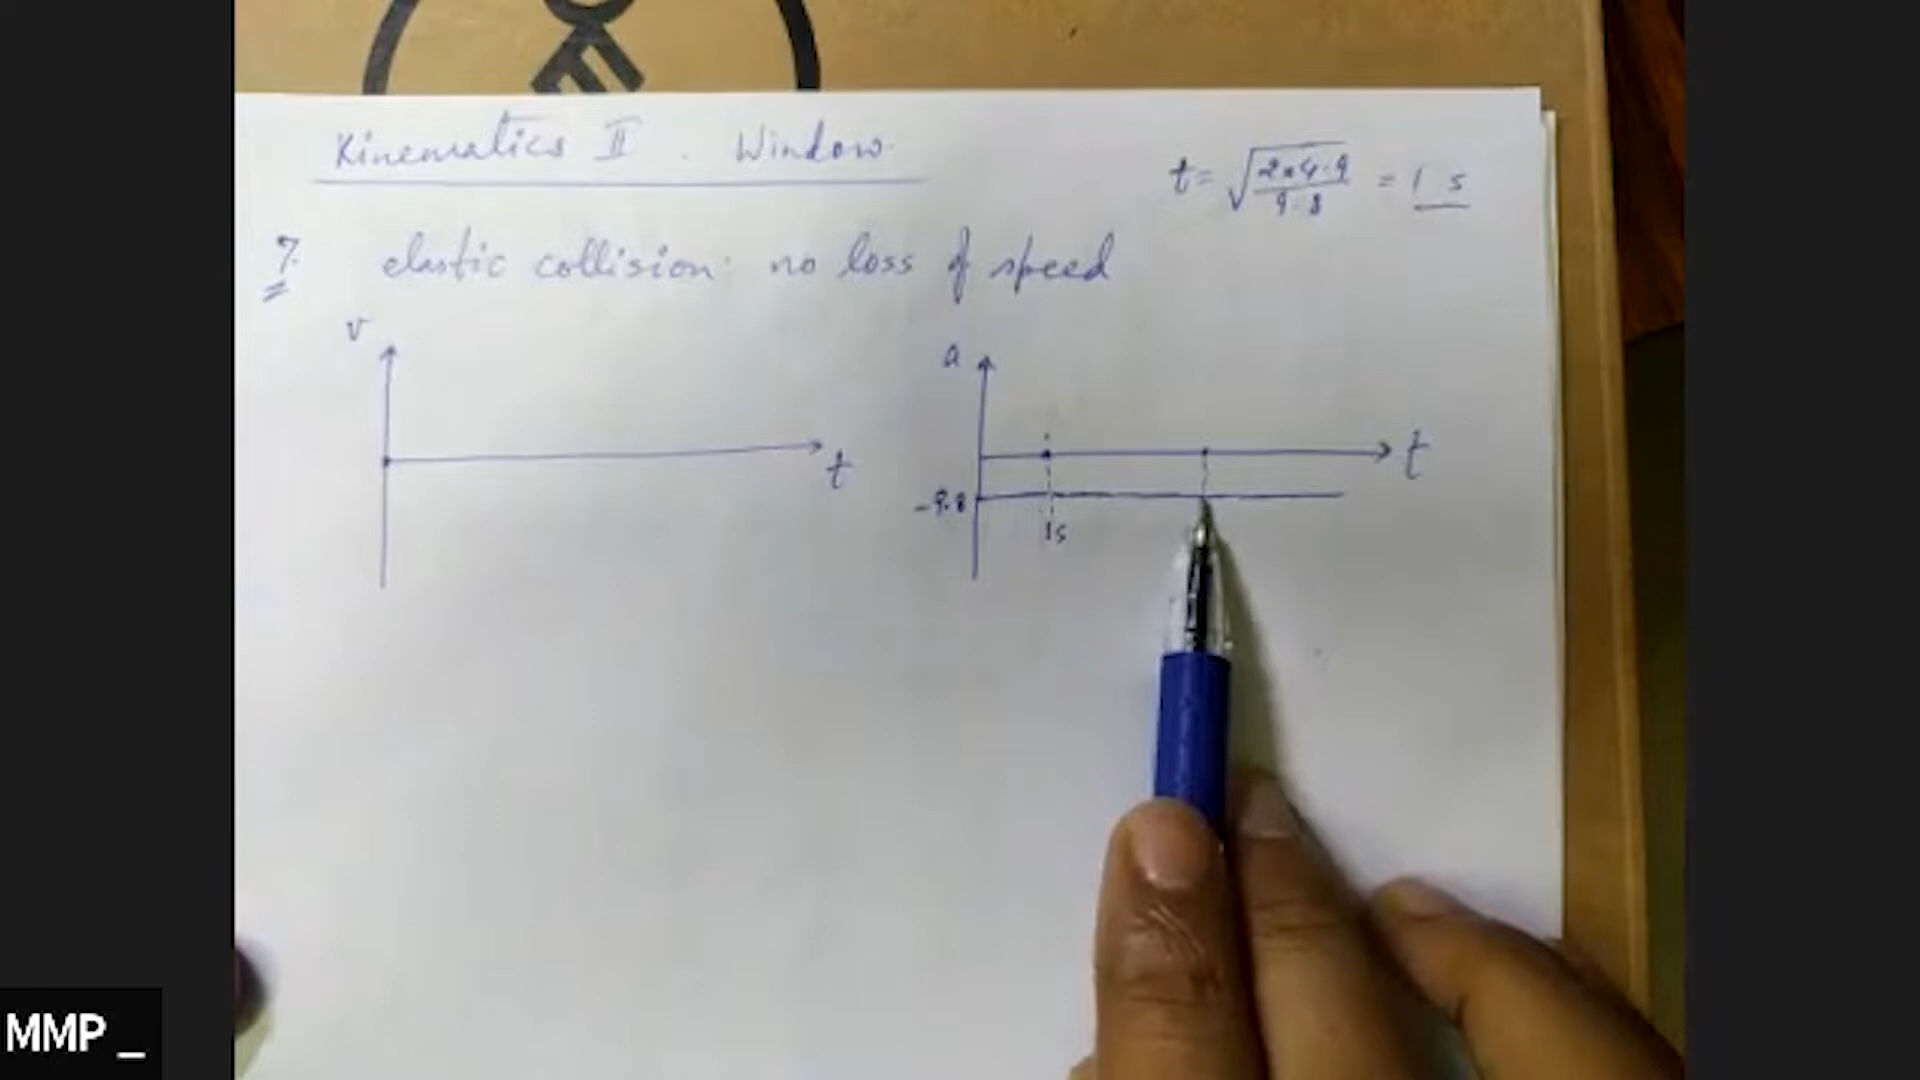 Kinematics II . Window.
t = √(2×4.9/9.8) = 1 s
7. elastic collision: no loss of speed
v
t
a
t
-9.8
1s
MMP _